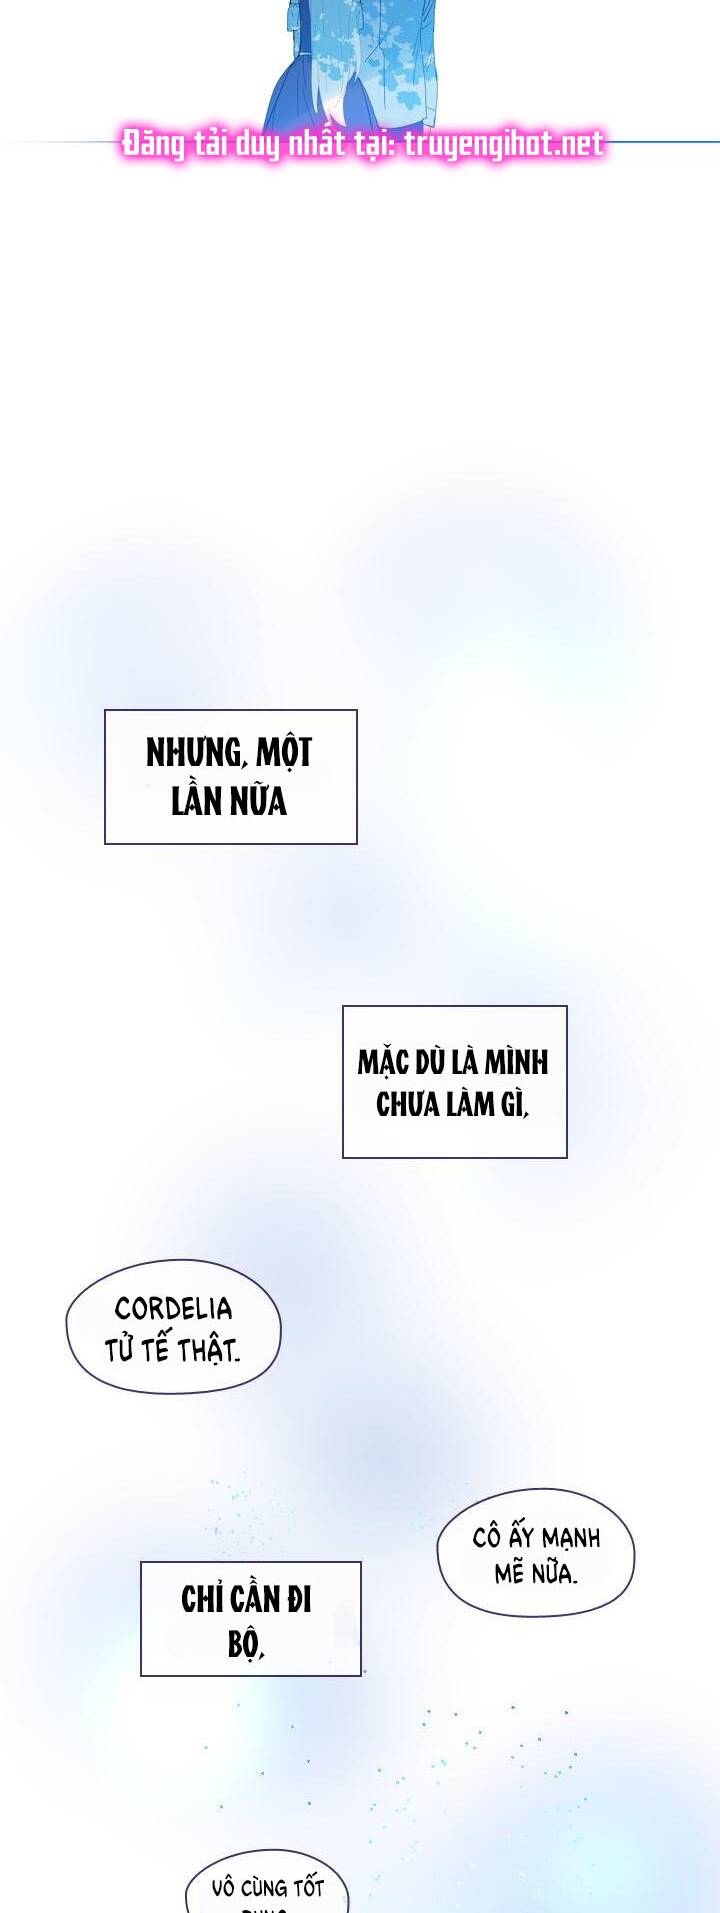 Đăng tải duy nhất tại: truyengihot.net
NHƯNG, MỘT
LẦN NỮA
MẶC DÙ LÀ MÌNH
CHƯA LÀM GÌ,
CORDELIA
TỬ TẾ THẬT.
CÔ ẤY MẠNH
MẼ NỮA.
CHỈ CẦN ĐI
BỘ,
VÔ CÙNG TỐT